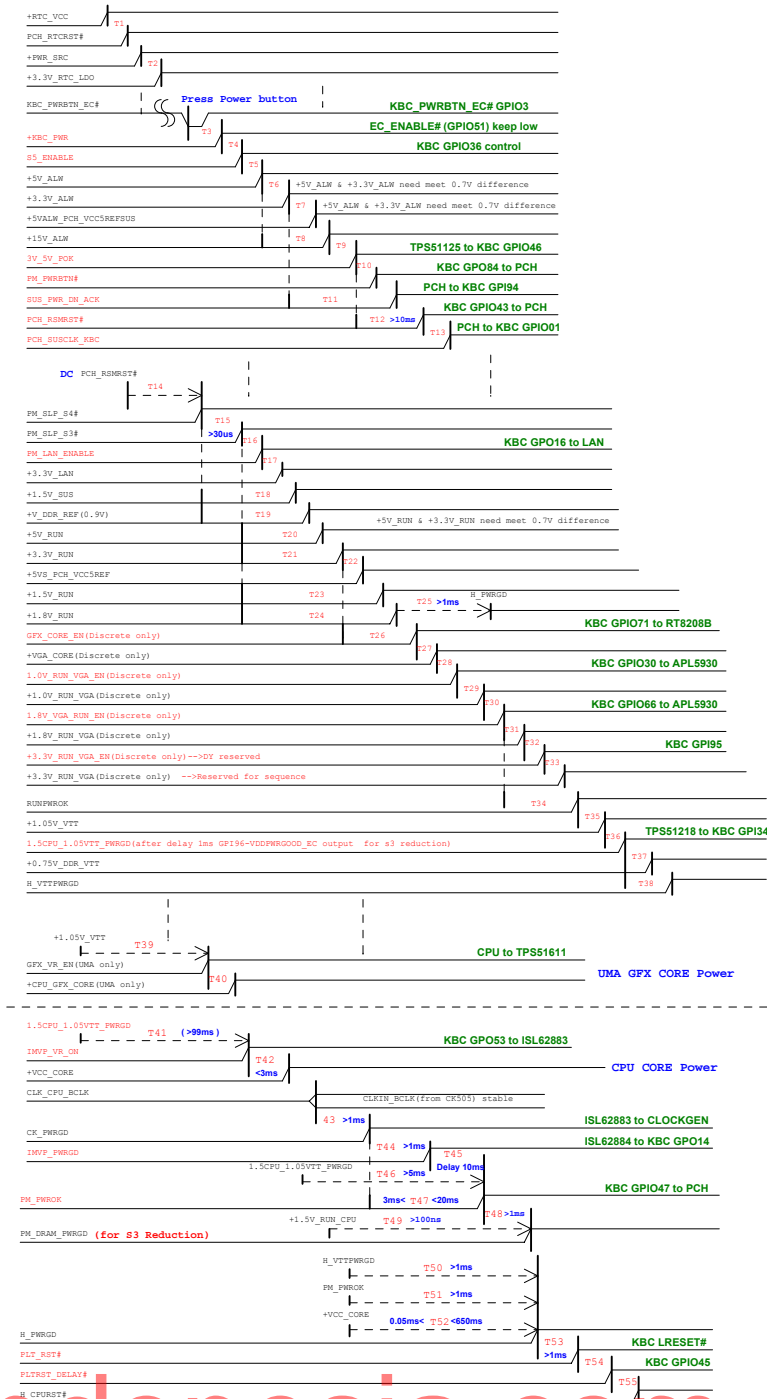 +RTC_VCC
T1
PCH_RTCRST#
+PWR_SRC
T2
+3.3V_RTC_LDO
KBC_PWRBTN_EC#
Press Power button
KBC_PWRBTN_EC# GPIO3
T3
EC_ENABLE# (GPIO51) keep low
+KBC_PWR
T4
KBC GPIO36 control
S5_ENABLE
T5
+5V_ALW
T6
+5V_ALW & +3.3V_ALW need meet 0.7V difference
+3.3V_ALW
T7
+5V_ALW & +3.3V_ALW need meet 0.7V difference
+5VALW_PCH_VCC5REFSUS
+15V_ALW
T8
T9
TPS51125 to KBC GPIO46
3V_5V_POK
T10
KBC GPO84 to PCH
PM_PWRBTN#
PCH to KBC GPI94
SUS_PWR_DN_ACK
T11
KBC GPIO43 to PCH
PCH_RSMRST#
T12 >10ms
T13
PCH to KBC GPIO01
PCH_SUSCLK_KBC
DC PCH_RSMRST#
T14
PM_SLP_S4#
T15
>30us
PM_SLP_S3#
T16
KBC GPO16 to LAN
PM_LAN_ENABLE
T17
+3.3V_LAN
+1.5V_SUS
T18
+V_DDR_REF(0.9V)
T19
+5V_RUN & +3.3V_RUN need meet 0.7V difference
+5V_RUN
T20
+3.3V_RUN
T21
T22
+5VS_PCH_VCC5REF
+1.5V_RUN
T23
T25 >1ms
H_PWRGD
+1.8V_RUN
T24
KBC GPIO71 to RT8208B
GFX_CORE_EN(Discrete only)
T26
T27
+VGA_CORE(Discrete only)
T28
KBC GPIO30 to APL5930
1.0V_RUN_VGA_EN(Discrete only)
T29
+1.0V_RUN_VGA(Discrete only)
T30
KBC GPIO66 to APL5930
1.8V_VGA_RUN_EN(Discrete only)
T31
+1.8V_RUN_VGA(Discrete only)
T32
KBC GPI95
+3.3V_RUN_VGA_EN(Discrete only)-->DY reserved
T33
+3.3V_RUN_VGA(Discrete only) -->Reserved for sequence
RUNPWROK
T34
T35
+1.05V_VTT
T36
TPS51218 to KBC GPI34
1.5CPU_1.05VTT_PWRGD(after delay 1ms GPI96-VDDPWRGOOD_EC output for s3 reduction)
T37
+0.75V_DDR_VTT
T38
H_VTTPWRGD
+1.05V_VTT
T39
CPU to TPS51611
GFX_VR_EN(UMA only)
T40
UMA GFX CORE Power
+CPU_GFX_CORE(UMA only)
1.5CPU_1.05VTT_PWRGD
T41 (>99ms)
KBC GPO53 to ISL62883
IMVP_VR_ON
T42
<3ms
+VCC_CORE
CPU CORE Power
CLK_CPU_BCLK
CLKIN_BCLK(from CK505) stable
43 >1ms
ISL62883 to CLOCKGEN
CK_PWRGD
T44 >1ms
T45
ISL62884 to KBC GPO14
IMVP_PWRGD
1.5CPU_1.05VTT_PWRGD
Delay 10ms
T46 >5ms
KBC GPIO47 to PCH
PM_PWROK
3ms< T47 <20ms
T48 >1ms
+1.5V_RUN_CPU
T49 >100ns
PM_DRAM_PWRGD (for S3 Reduction)
H_VTTPWRGD
T50 >1ms
PM_PWROK
T51 >1ms
+VCC_CORE
0.05ms< T52 <650ms
H_PWRGD
T53
>1ms
KBC LRESET#
PLT_RST#
T54
KBC GPIO45
PLTRST_DELAY#
T55
H_CPURST#